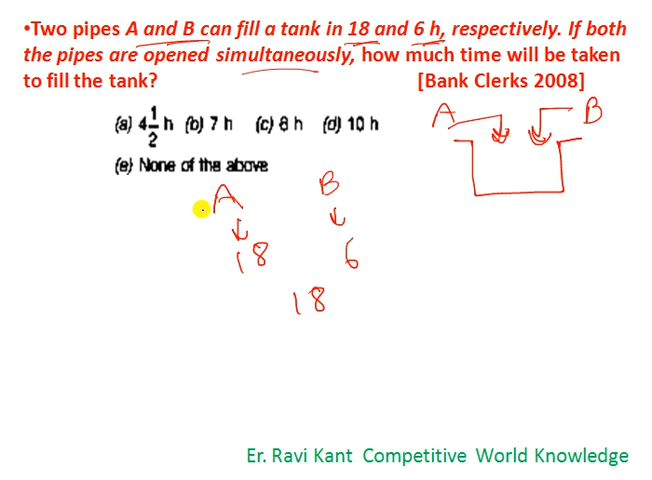 •Two pipes A and B can fill a tank in 18 and 6 h, respectively. If both
the pipes are opened simultaneously, how much time will be taken
to fill the tank? [Bank Clerks 2008]
(a) 4 1/2 h (b) 7 h (c) 6 h (d) 10 h
(e) None of the above
A B
A B
18 6
18
Er. Ravi Kant Competitive World Knowledge